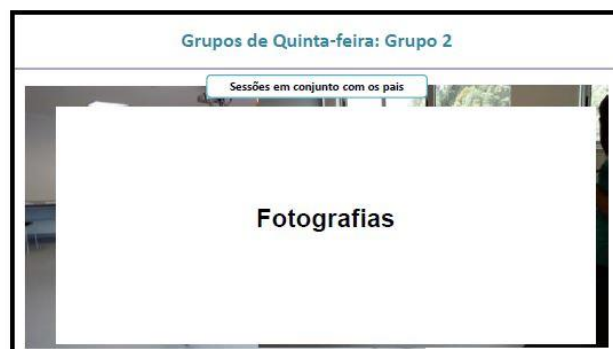 Grupos de Quinta-feira: Grupo 2
Sessões em conjunto com os pais
Fotografias